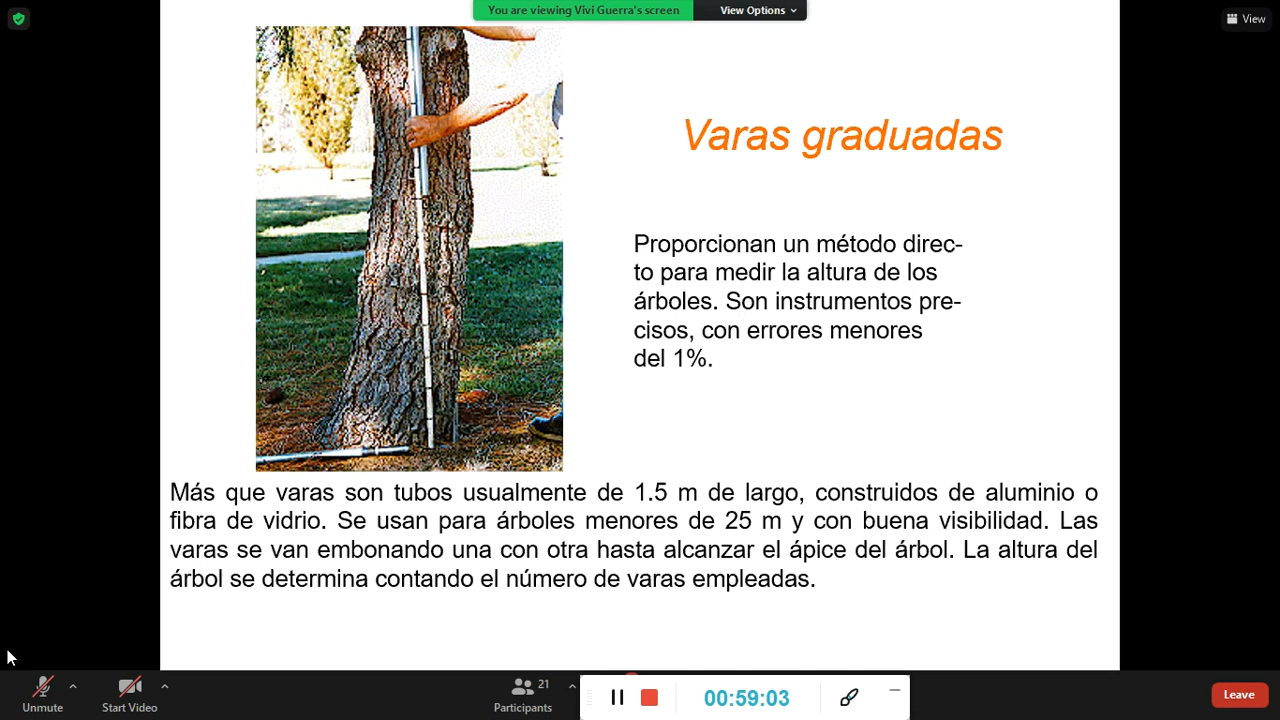 You are viewing Vivi Guerra's screen
View Options
View
Varas graduadas
Proporcionan un método direc-
to para medir la altura de los
árboles. Son instrumentos pre-
cisos, con errores menores
del 1%.
Más que varas son tubos usualmente de 1.5 m de largo, construidos de aluminio o
fibra de vidrio. Se usan para árboles menores de 25 m y con buena visibilidad. Las
varas se van embonando una con otra hasta alcanzar el ápice del árbol. La altura del
árbol se determina contando el número de varas empleadas.
Unmute
Start Video
21
Participants
00:59:03
Leave